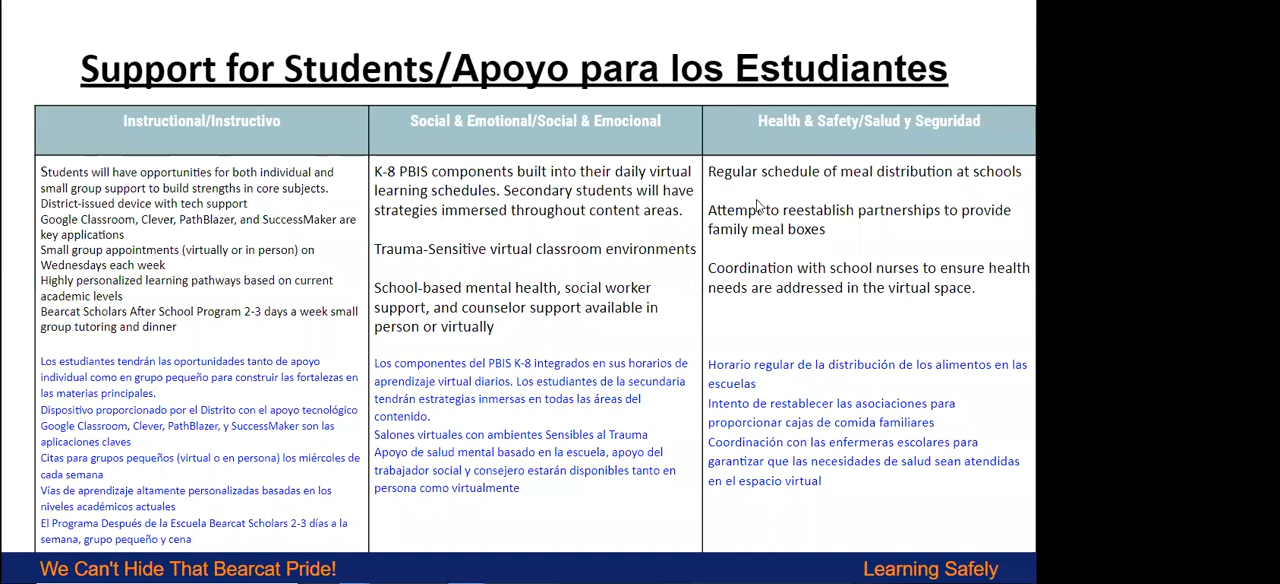 Support for Students/Apoyo para los Estudiantes
Instructional/Instructivo
Students will have opportunities for both individual and
small group support to build strengths in core subjects.
District-issued device with tech support
Google Classroom, Clever, PathBlazer, and SuccessMaker are
key applications
Small group appointments (virtually or in person) on
Wednesdays each week
Highly personalized learning pathways based on current
academic levels
Bearcat Scholars After School Program 2-3 days a week small
group tutoring and dinner
Los estudiantes tendrán las oportunidades tanto de apoyo
individual como en grupo pequeño para construir las fortalezas en
las materias principales.
Dispositivo proporcionado por el Distrito con el apoyo tecnológico
Google Classroom, Clever, PathBlazer, y SuccessMaker son las
aplicaciones claves
Citas para grupos pequeños (virtual o en persona) los miércoles de
cada semana
Vías de aprendizaje altamente personalizadas basadas en los
niveles académicos actuales
El Programa Después de la Escuela Bearcat Scholars 2-3 días a la
semana, grupo pequeño y cena
Social & Emotional/Social & Emocional
K-8 PBIS components built into their daily virtual
learning schedules. Secondary students will have
strategies immersed throughout content areas.
Trauma-Sensitive virtual classroom environments
School-based mental health, social worker
support, and counselor support available in
person or virtually
Los componentes del PBIS K-8 integrados en sus horarios de
aprendizaje virtual diarios. Los estudiantes de la secundaria
tendrán estrategias inmersas en todas las áreas del
contenido.
Salones virtuales con ambientes Sensibles al Trauma
Apoyo de salud mental basado en la escuela, apoyo del
trabajador social y consejero estarán disponibles tanto en
persona como virtualmente
Health & Safety/Salud y Seguridad
Regular schedule of meal distribution at schools
Attempt to reestablish partnerships to provide
family meal boxes
Coordination with school nurses to ensure health
needs are addressed in the virtual space.
Horario regular de la distribución de los alimentos en las
escuelas
Intento de restablecer las asociaciones para
proporcionar cajas de comida familiares
Coordinación con las enfermeras escolares para
garantizar que las necesidades de salud sean atendidas
en el espacio virtual
We Can't Hide That Bearcat Pride!
Learning Safely